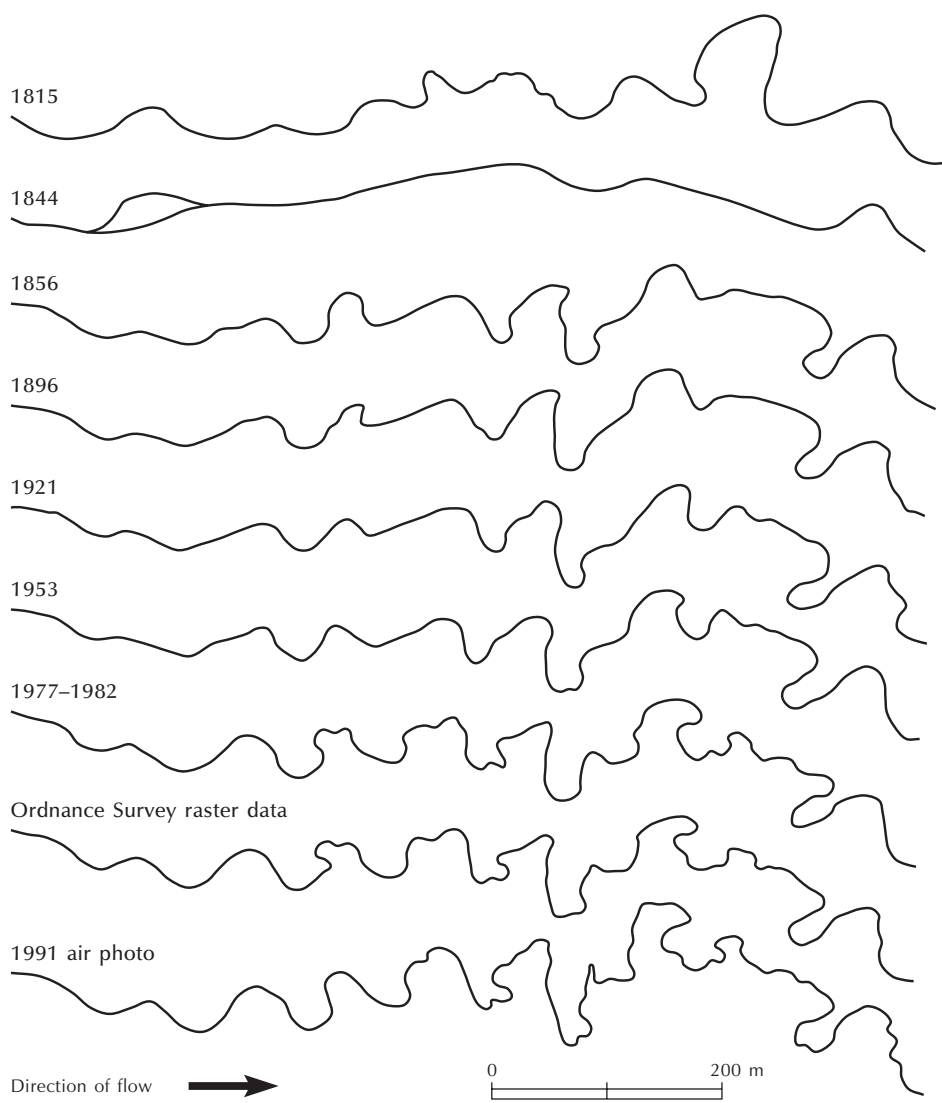 1815
1844
1856
1896
1921
1953
1977–1982
Ordnance Survey raster data
1991 air photo
Direction of flow
0 200 m